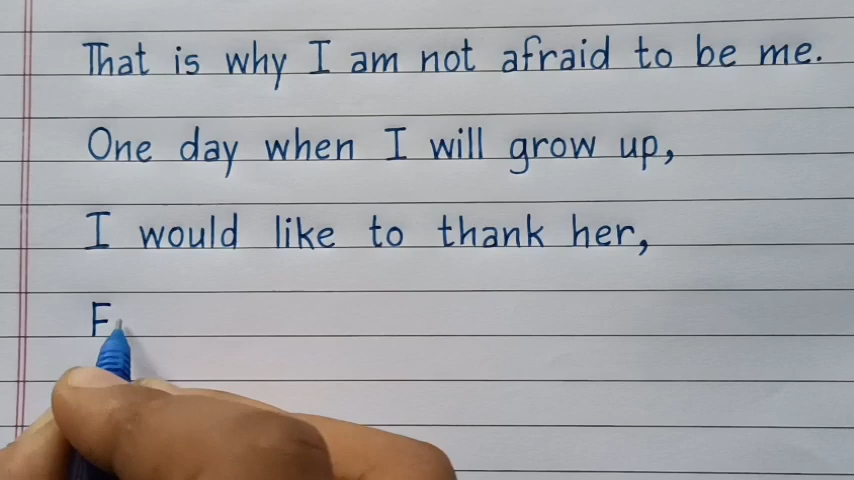 That is why I am not afraid to be me.
One day when I will grow up,
I would like to thank her,
F